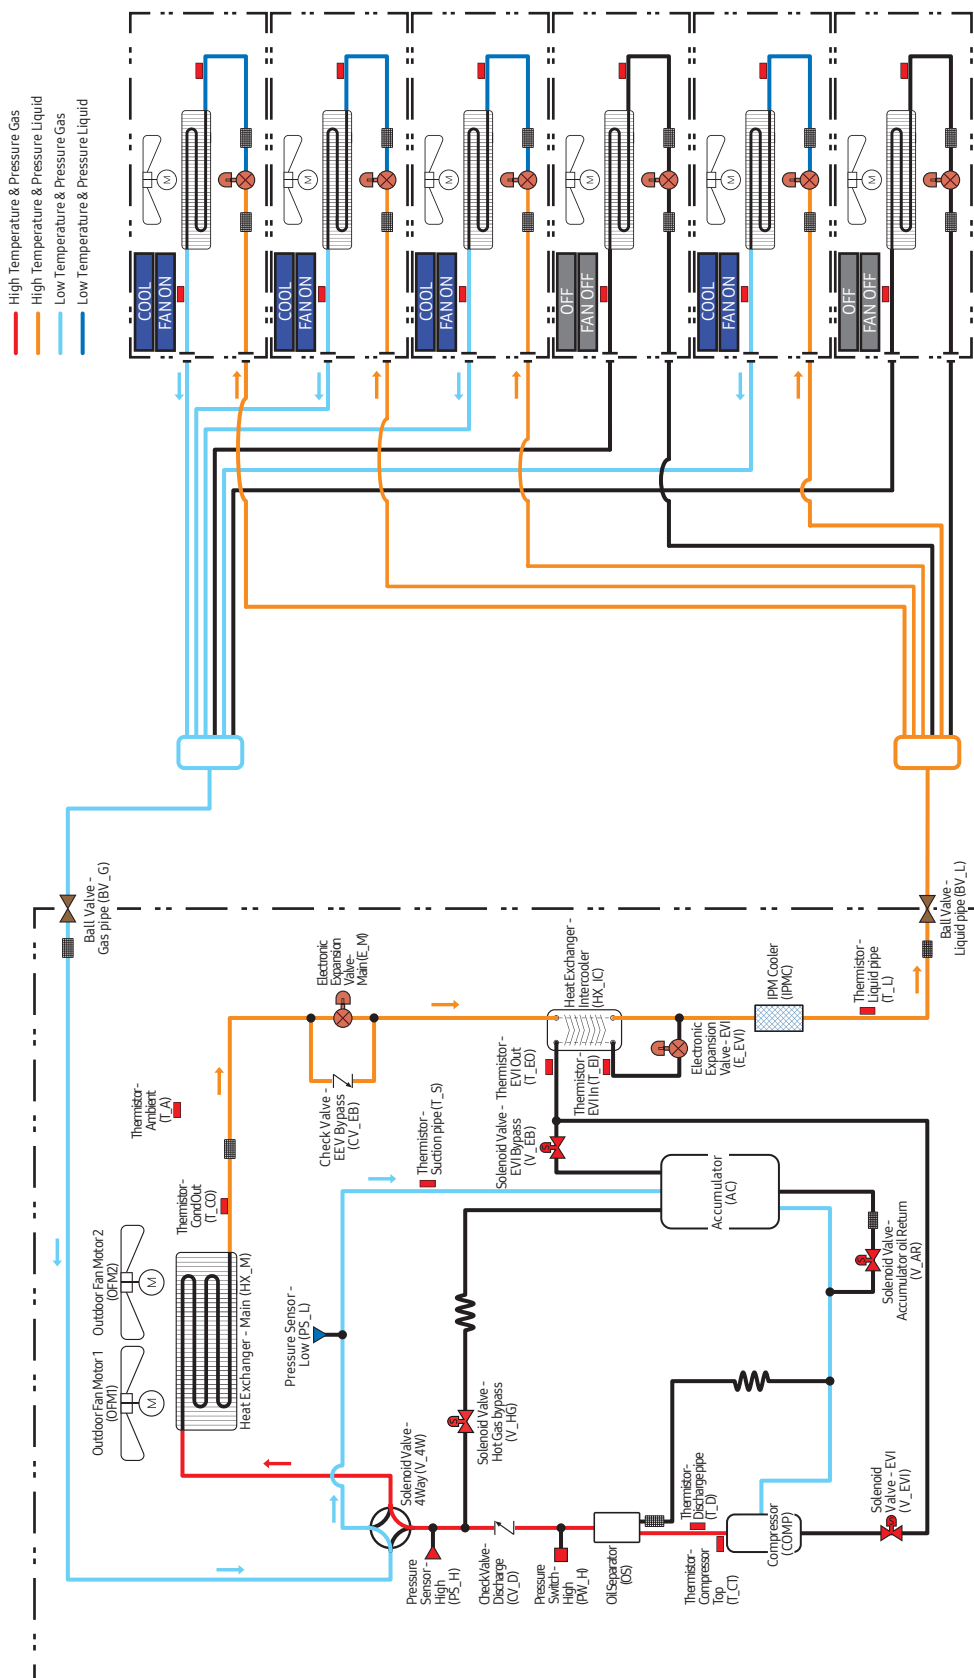 High Temperature & Pressure Gas
High Temperature & Pressure Liquid
Low Temperature & Pressure Gas
Low Temperature & Pressure Liquid
COOL
FAN ON
M
COOL
FAN ON
M
COOL
FAN ON
M
OFF
FAN OFF
M
COOL
FAN ON
M
OFF
FAN OFF
M
Ball Valve -
Gas pipe (BV_G)
Ball Valve -
Liquid pipe (BV_L)
Outdoor Fan Motor 1
(OFM1)
M
Outdoor Fan Motor 2
(OFM2)
M
Heat Exchanger - Main (HX_M)
Thermistor-
Cond Out
(T_CO)
Thermistor-
Ambient
(T_A)
Electronic
Expansion
Valve-
Main (E_M)
Check Valve -
EEV Bypass
(CV_EB)
Pressure Sensor -
Low (PS_L)
Thermistor -
Suction pipe (T_S)
Solenoid Valve -
4Way (V_4W)
Pressure
Sensor -
High
(PS_H)
Check Valve -
Discharge
(CV_D)
Pressure
Switch -
High
(PW_H)
Solenoid Valve -
Hot Gas bypass
(V_HG)
S
Oil Separator
(OS)
Thermistor-
Discharge pipe
(T_D)
Thermistor-
Compressor
Top
(T_CT)
Compressor
(COMP)
Solenoid
Valve - EVI
(V_EVI)
S
Accumulator
(AC)
Solenoid Valve -
Accumulator oil Return
(V_AR)
S
Solenoid Valve -
EVI Bypass
(V_EB)
S
Thermistor-
EVI Out
(T_EO)
Thermistor-
EVI In (T_EI)
Heat Exchanger -
Intercooler
(HX_IC)
Electronic
Expansion
Valve - EVI
(E_EVI)
IPM Cooler
(IPMC)
Thermistor -
Liquid pipe
(T_L)